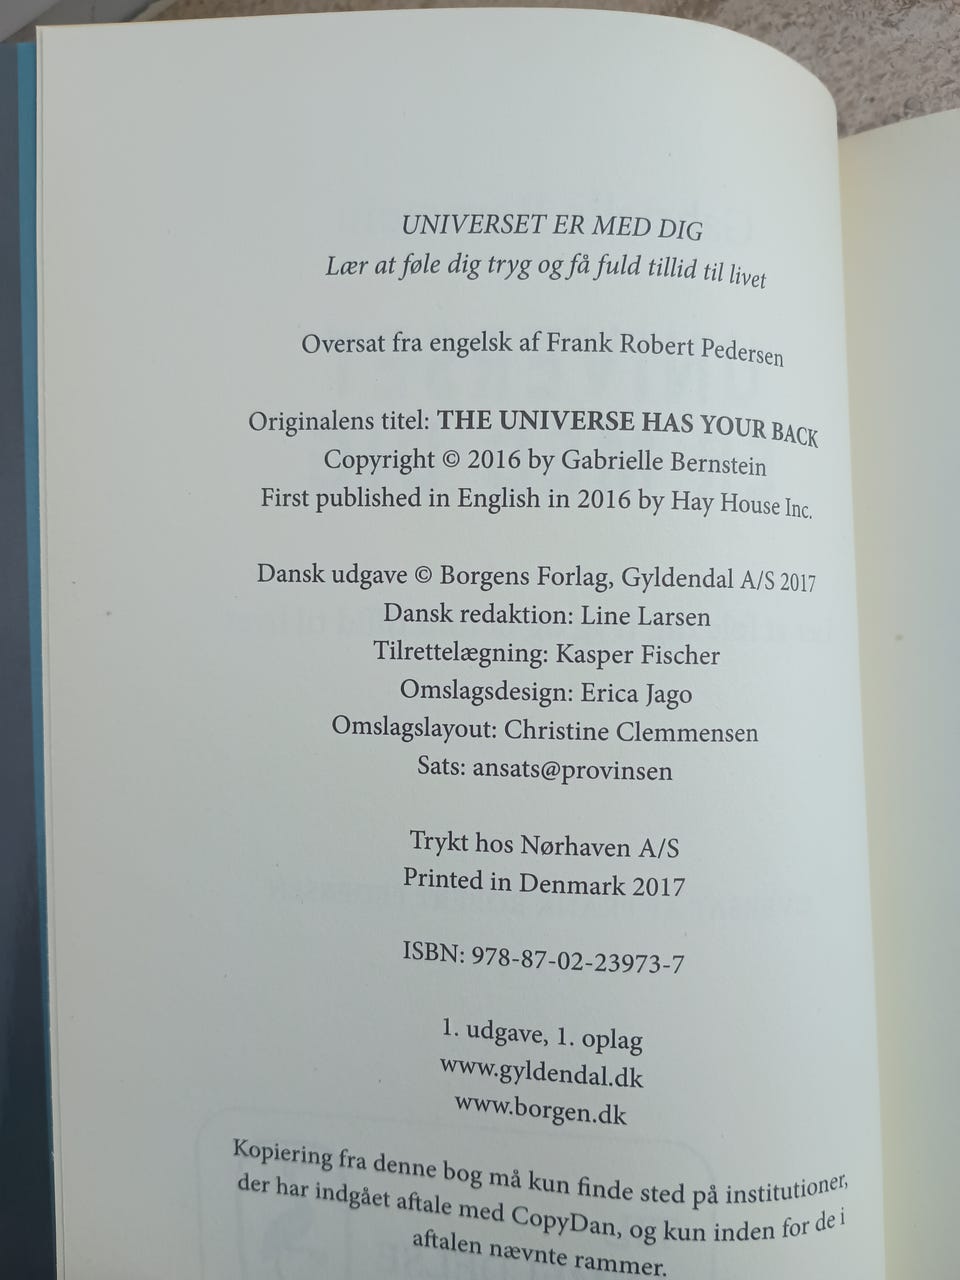 UNIVERSET ER MED DIG
Lær at føle dig tryg og få fuld tillid til livet
Oversat fra engelsk af Frank Robert Pedersen
Originalens titel: THE UNIVERSE HAS YOUR BACK
Copyright © 2016 by Gabrielle Bernstein
First published in English in 2016 by Hay House Inc.
Dansk udgave © Borgens Forlag, Gyldendal A/S 2017
Dansk redaktion: Line Larsen
Tilrettelægning: Kasper Fischer
Omslagsdesign: Erica Jago
Omslagslayout: Christine Clemmensen
Sats: ansats@provinsen
Trykt hos Nørhaven A/S
Printed in Denmark 2017
ISBN: 978-87-02-23973-7
1. udgave, 1. oplag
www.gyldendal.dk
www.borgen.dk
Kopiering fra denne bog må kun finde sted på institutioner,
der har indgået aftale med CopyDan, og kun inden for de i
aftalen nævnte rammer.